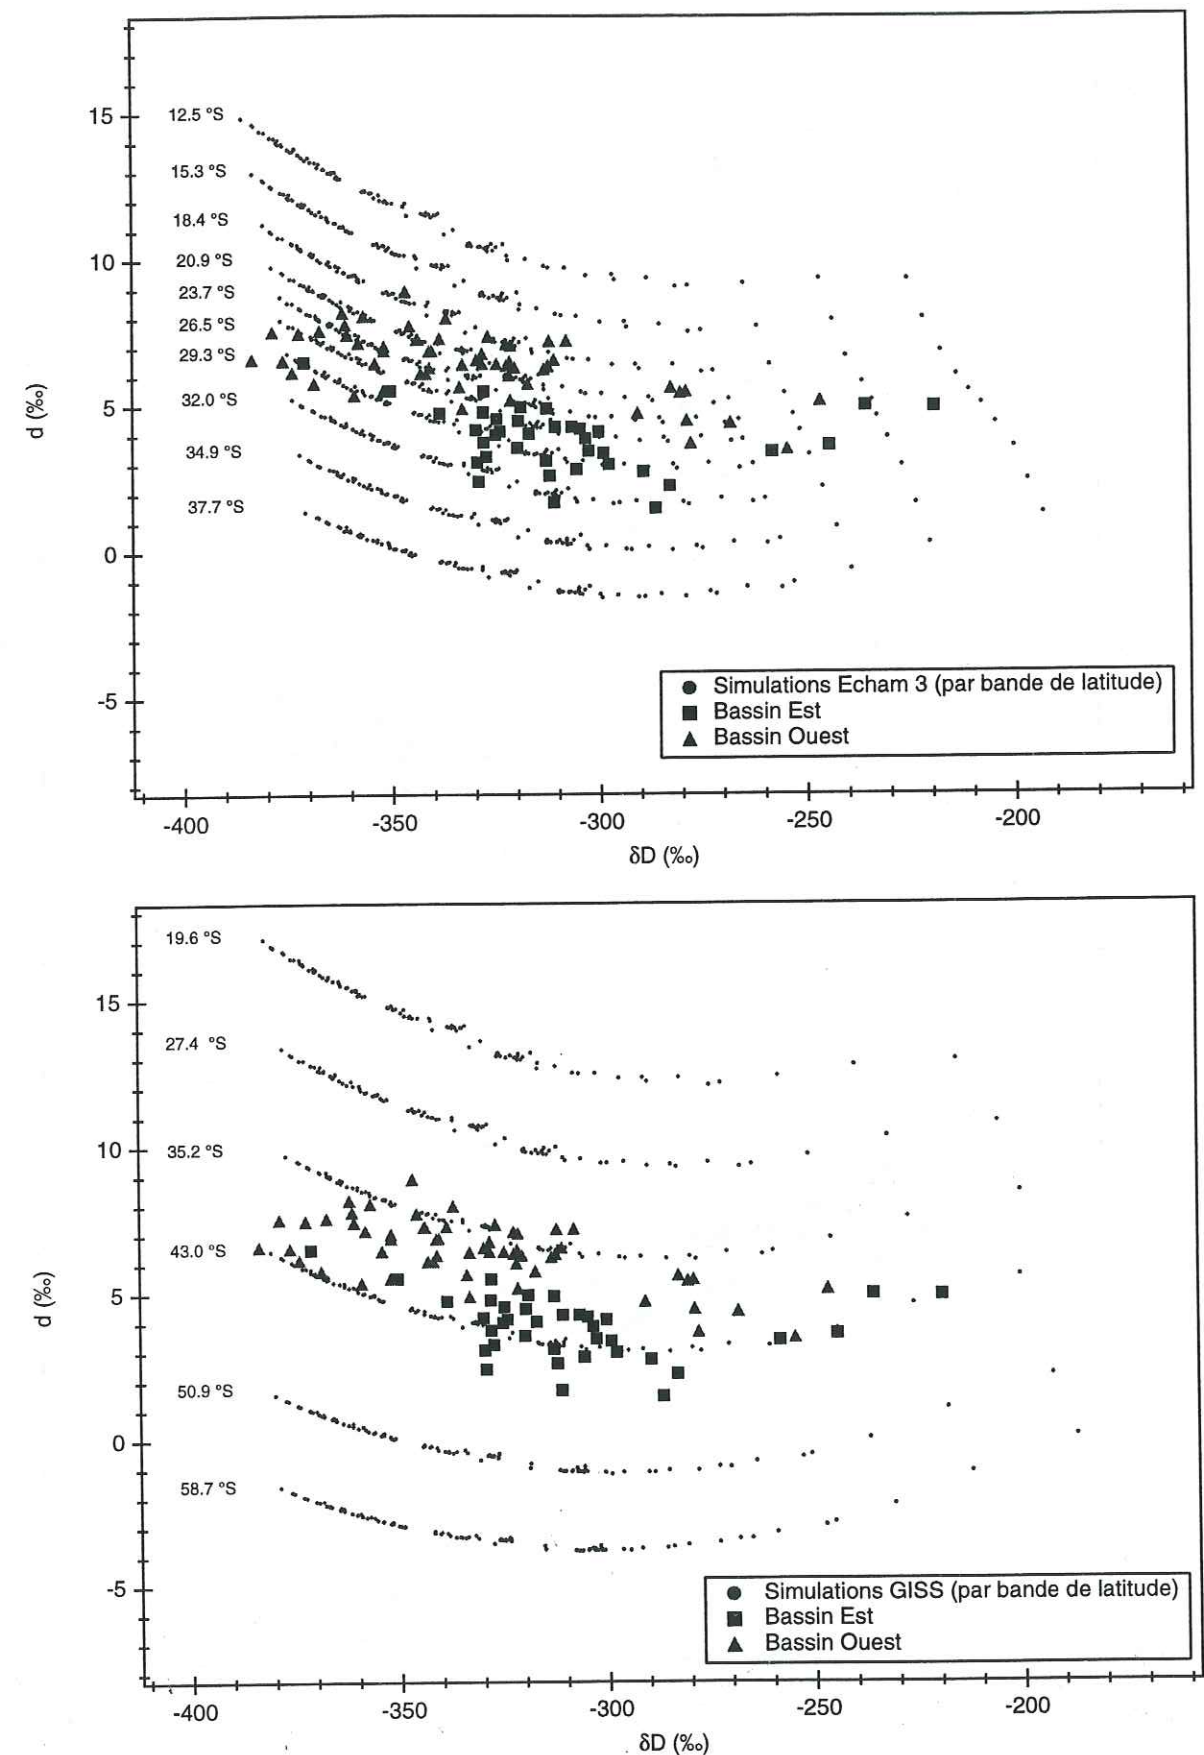 15
10
5
0
-5
d (‰)
12.5 °S
15.3 °S
18.4 °S
20.9 °S
23.7 °S
26.5 °S
29.3 °S
32.0 °S
34.9 °S
37.7 °S
Simulations Echam 3 (par bande de latitude)
Bassin Est
Bassin Ouest
-400 -350 -300 -250 -200
δD (‰)
15
10
5
0
-5
d (‰)
19.6 °S
27.4 °S
35.2 °S
43.0 °S
50.9 °S
58.7 °S
Simulations GISS (par bande de latitude)
Bassin Est
Bassin Ouest
-400 -350 -300 -250 -200
δD (‰)